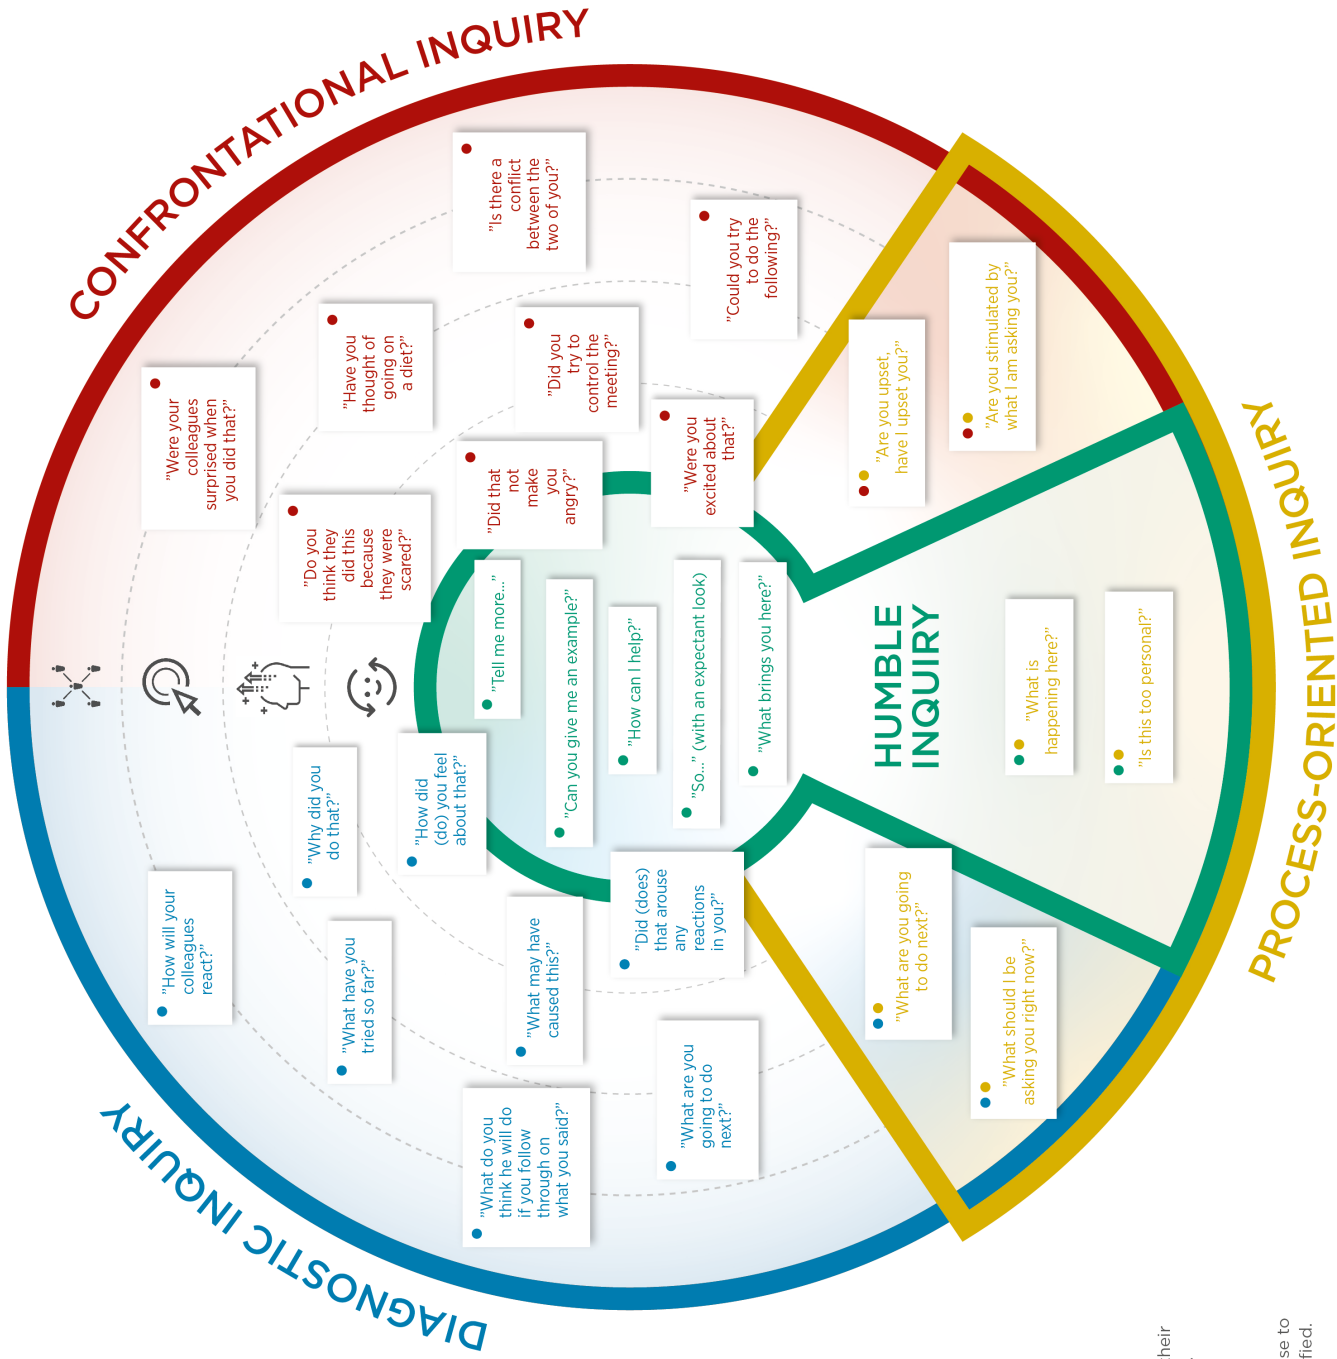 DIAGNOSTIC INQUIRY
CONFRONTATIONAL INQUIRY
PROCESS-ORIENTED INQUIRY
HUMBLE
INQUIRY
”How will your
colleagues
react?”
”Why did you
do that?”
”What have you
tried so far?”
”How did
(do) you feel
about that?”
”What do you
think he will do
if you follow
through on
what you said?”
”What may have
caused this?”
”Did (does)
that arouse
any
reactions
in you?”
”What are you
going to do
next?”
”Were your
colleagues
surprised when
you did that?”
”Do you
think they
did this
because
they were
scared?”
”Have you
thought of
going on
a diet?”
”Is there a
conflict
between the
two of you?”
”Did that
not
make
you
angry?”
”Did you
try to
control the
meeting?”
”Were you
excited about
that?”
”Could you try
to do the
following?”
”Tell me more...”
”Can you give me an example?”
”How can I help?”
”So...” (with an expectant look)
”What brings you here?”
”What are you going
to do next?”
”What should I be
asking you right now?”
”What is
happening here?”
”Is this too personal?”
”Are you upset,
have I upset you?”
”Are you stimulated by
what I am asking you?”
their
se to
fied.